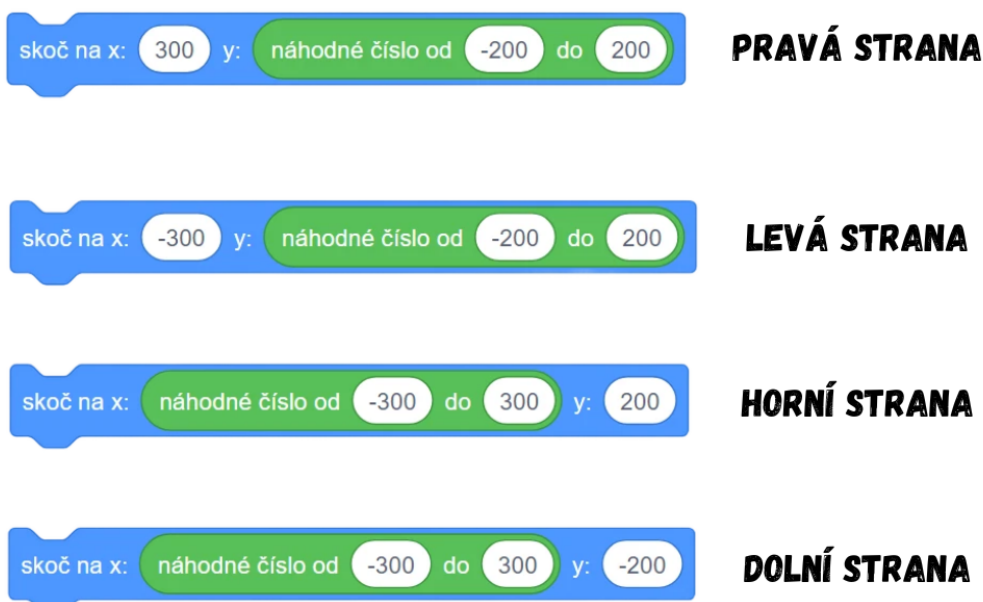 skoč na x: 300 y: náhodné číslo od -200 do 200 PRAVÁ STRANA
skoč na x: -300 y: náhodné číslo od -200 do 200 LEVÁ STRANA
skoč na x: náhodné číslo od -300 do 300 y: 200 HORNÍ STRANA
skoč na x: náhodné číslo od -300 do 300 y: -200 DOLNÍ STRANA